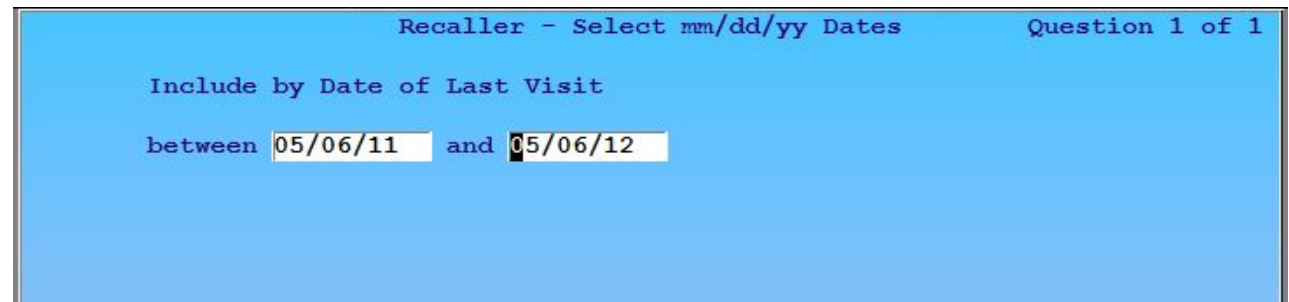 Recaller - Select mm/dd/yy Dates Question 1 of 1
Include by Date of Last Visit
between 05/06/11 and 05/06/12